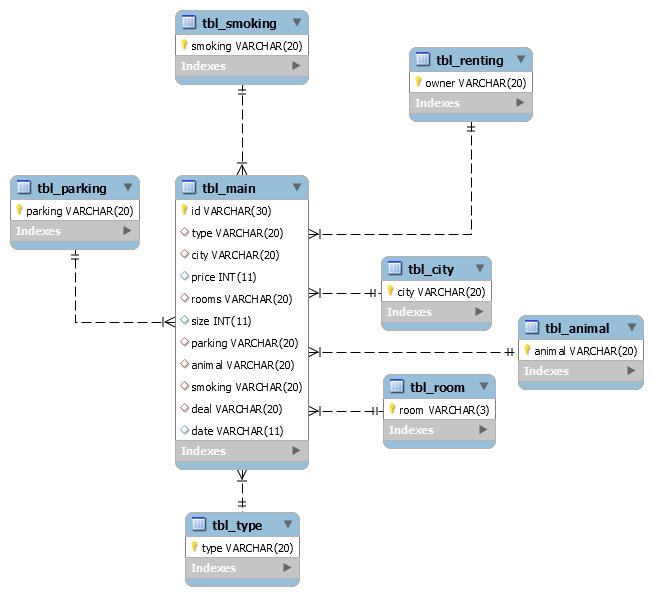 tbl_smoking
smoking VARCHAR(20)
Indexes
tbl_renting
owner VARCHAR(20)
Indexes
tbl_parking
parking VARCHAR(20)
Indexes
tbl_main
id VARCHAR(30)
type VARCHAR(20)
city VARCHAR(20)
price INT(11)
rooms VARCHAR(20)
size INT(11)
parking VARCHAR(20)
animal VARCHAR(20)
smoking VARCHAR(20)
deal VARCHAR(20)
date VARCHAR(11)
Indexes
tbl_city
city VARCHAR(20)
Indexes
tbl_animal
animal VARCHAR(20)
Indexes
tbl_room
room VARCHAR(3)
Indexes
tbl_type
type VARCHAR(20)
Indexes